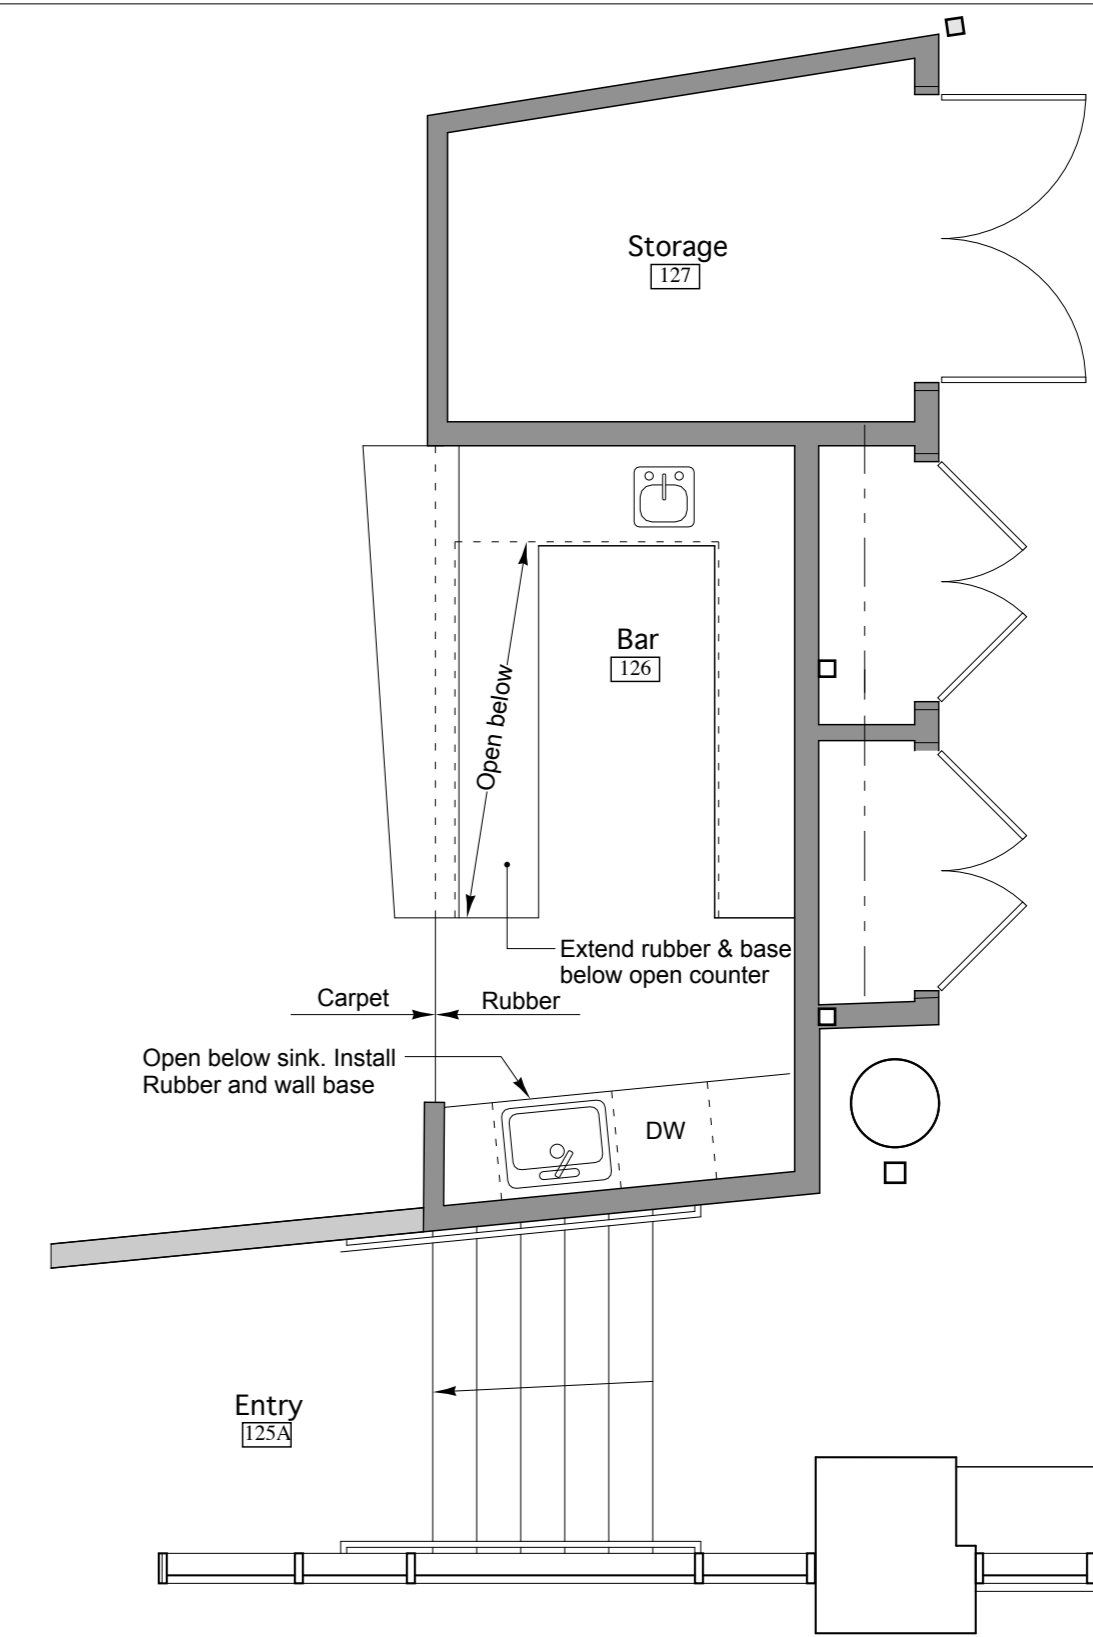 Storage
127
Bar
126
Open below
Extend rubber & base
below open counter
Carpet
Rubber
Open below sink. Install
Rubber and wall base
DW
Entry
125A